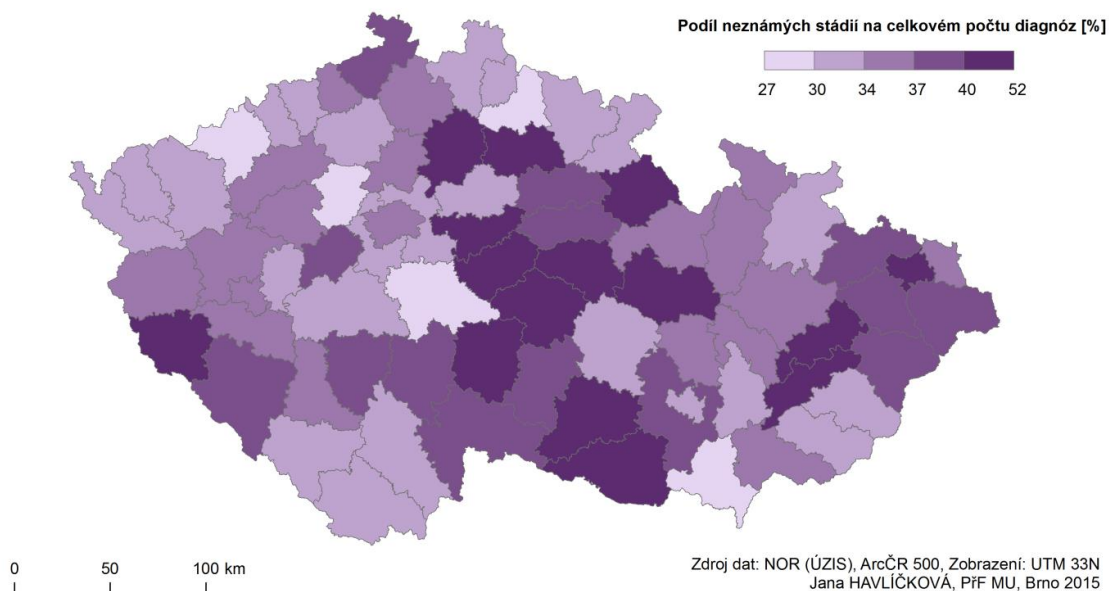 Podíl neznámých stádií na celkovém počtu diagnóz [%]
27 30 34 37 40 52
0 50 100 km
Zdroj dat: NOR (ÚZIS), ArcČR 500, Zobrazení: UTM 33N
Jana HAVLÍČKOVÁ, PřF MU, Brno 2015